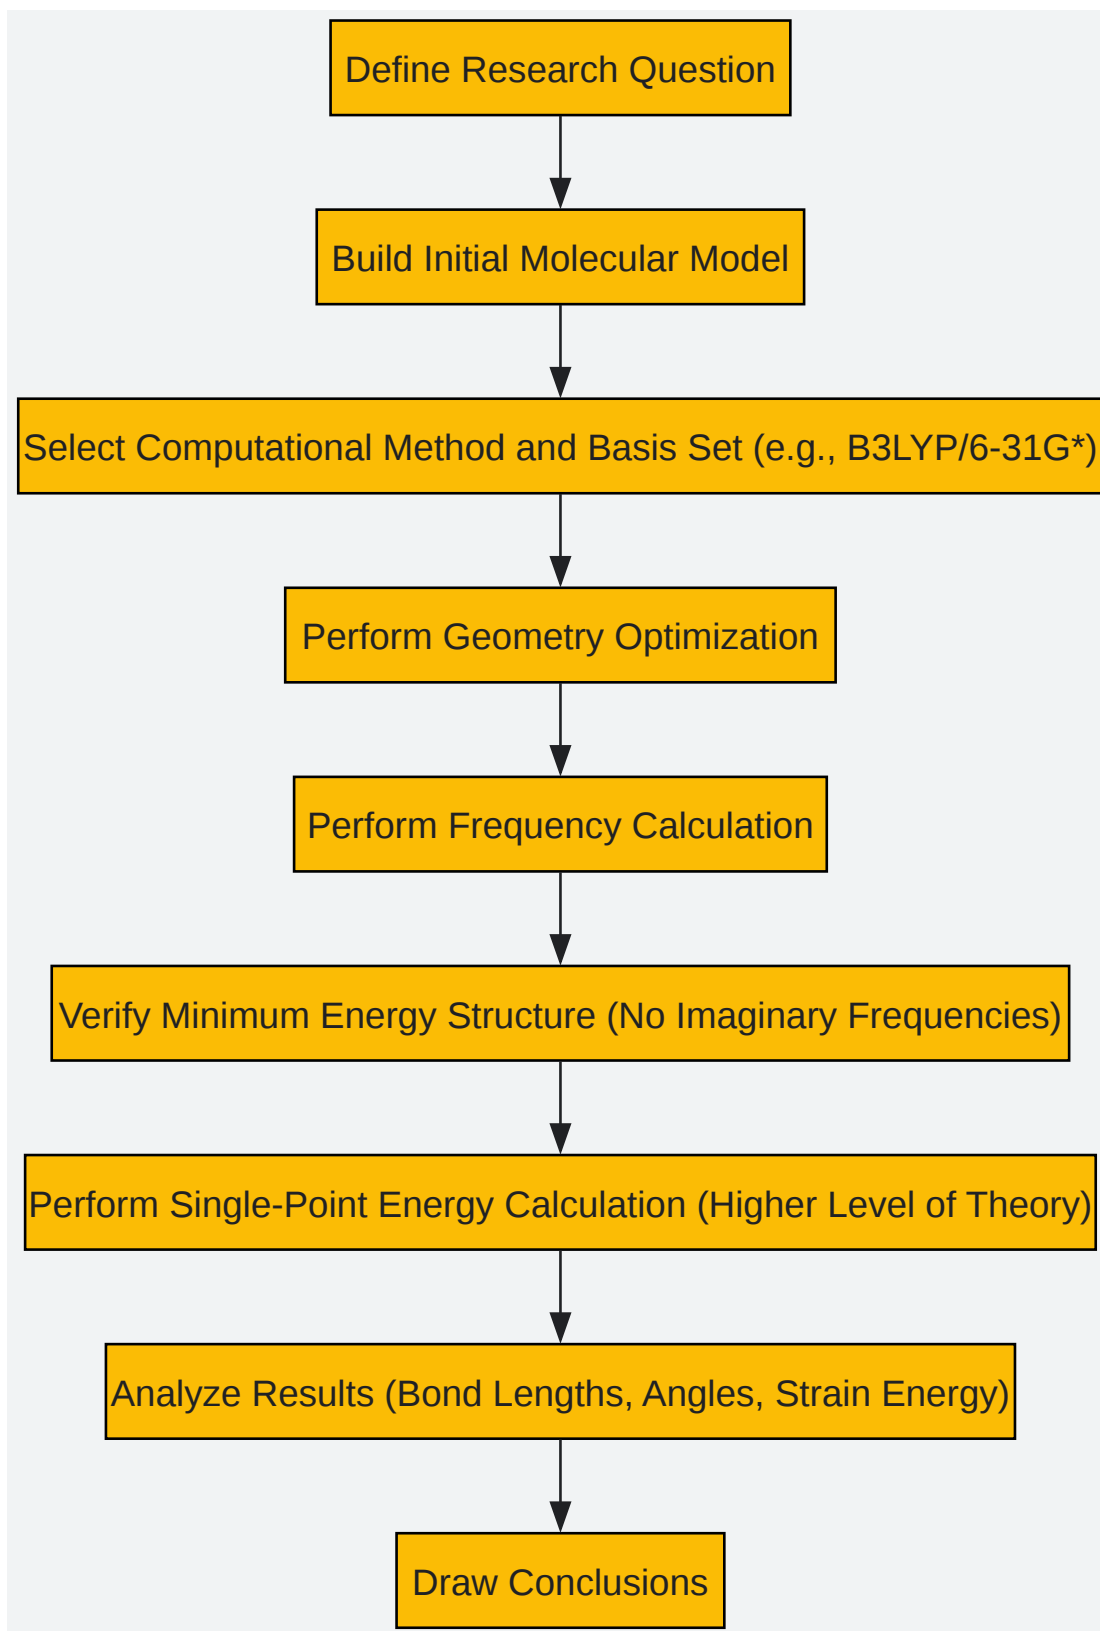 Define Research Question
Build Initial Molecular Model
Select Computational Method and Basis Set (e.g., B3LYP/6-31G*)
Perform Geometry Optimization
Perform Frequency Calculation
Verify Minimum Energy Structure (No Imaginary Frequencies)
Perform Single-Point Energy Calculation (Higher Level of Theory)
Analyze Results (Bond Lengths, Angles, Strain Energy)
Draw Conclusions